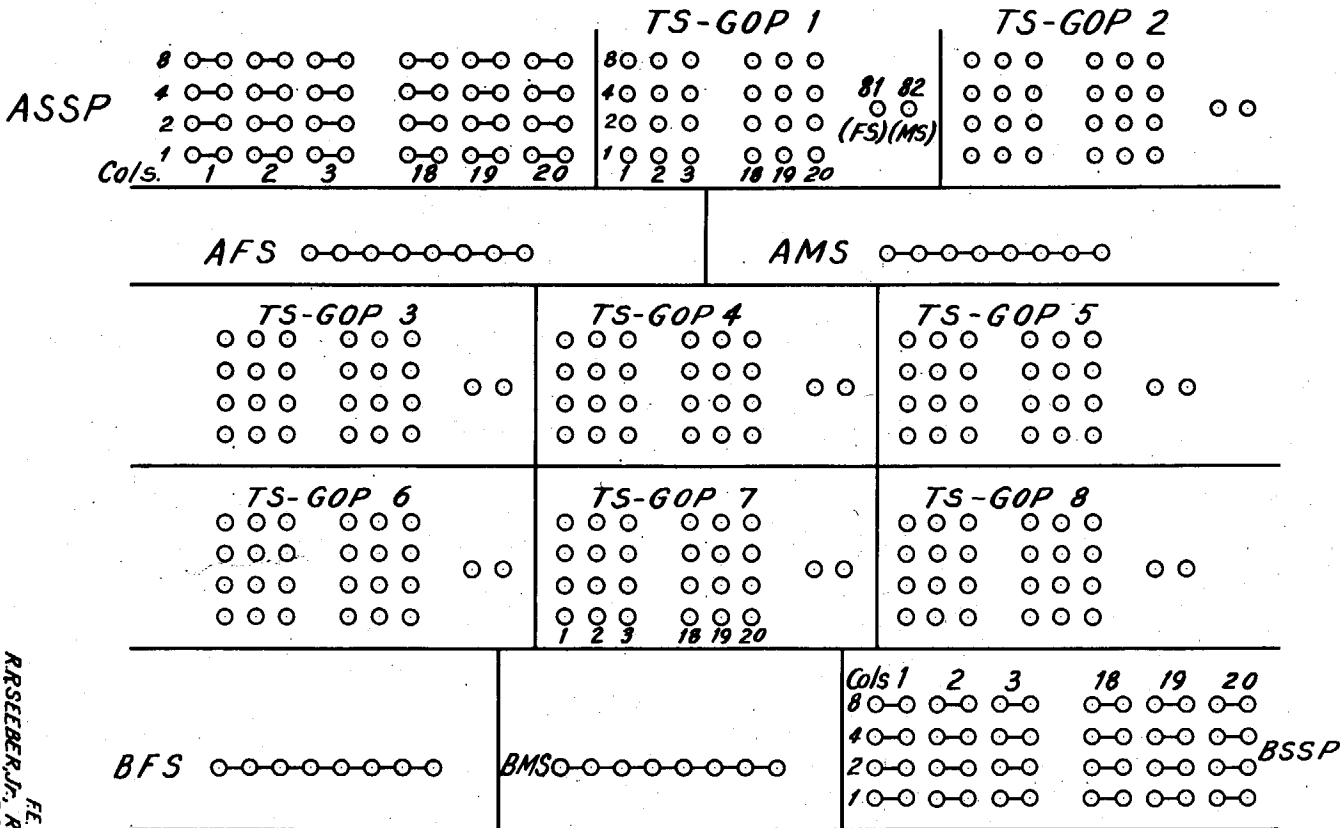 TS-GOP 1 TS-GOP 2
ASSP
8
4
2
1
Cols. 1 2 3 18 19 20
8
4
2
1
1 2 3 18 19 20
81 82
(FS) (MS)
AFS AMS
TS-GOP 3 TS-GOP 4 TS-GOP 5
TS-GOP 6 TS-GOP 7 TS-GOP 8
1 2 3 18 19 20
BFS BMS
Cols 1 2 3 18 19 20
8
4
2
1
BSSP
F.E.
R.R SEEBER, Jr., R